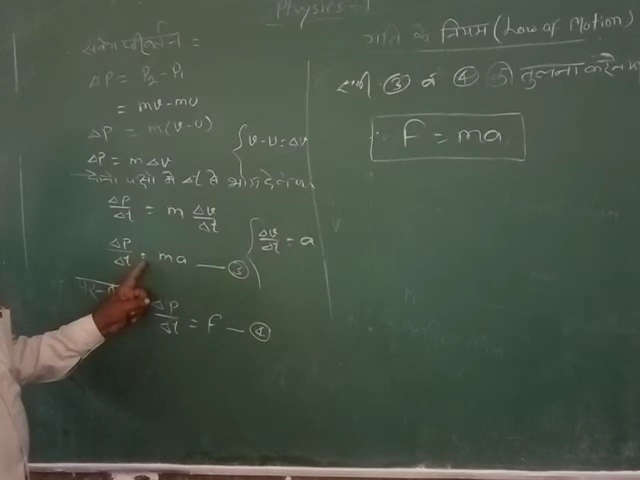 Physics-I
गति के नियम (Law of Motion)
संवेग परिवर्तन =
ΔP = P₂ - P₁
= mv - mu
ΔP = m(v-u)
{ v-u = Δv
ΔP = mΔv
दोनो पक्षो में Δt से भाग देने पर
ΔP/Δt = m Δv/Δt
{ Δv/Δt = a
ΔP/Δt = ma — ③
ΔP/Δt = F — ④
समी ③ व ④ की तुलना करने पर
F = ma